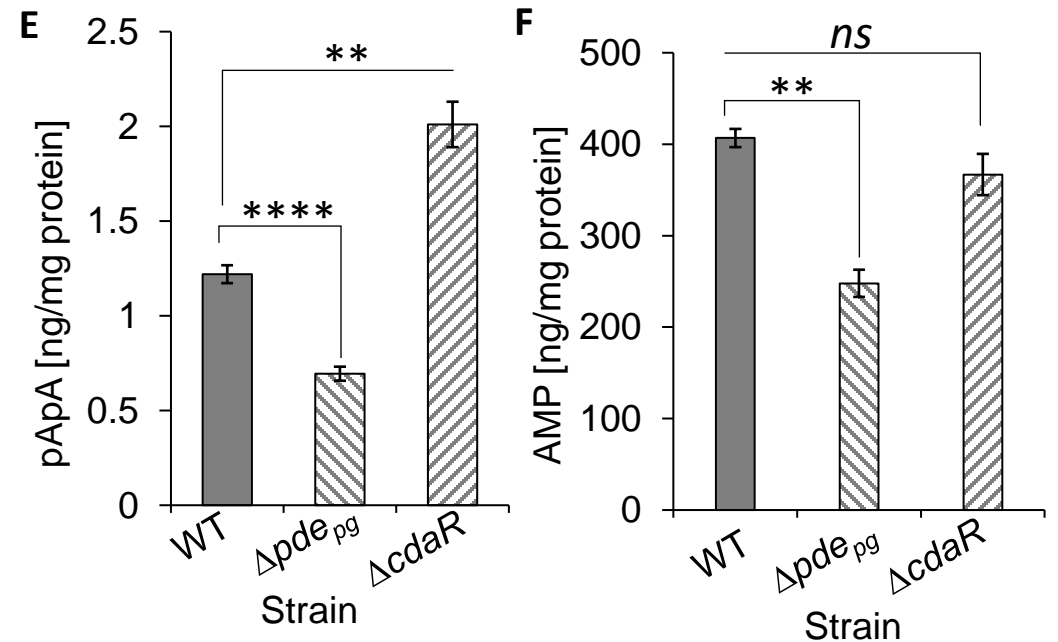 E
pApA [ng/mg protein]
2.5
2
1.5
1
0.5
0
**
****
WT
Δpde pg
ΔcdaR
Strain
F
AMP [ng/mg protein]
500
400
300
200
100
0
ns
**
WT
Δpde pg
ΔcdaR
Strain